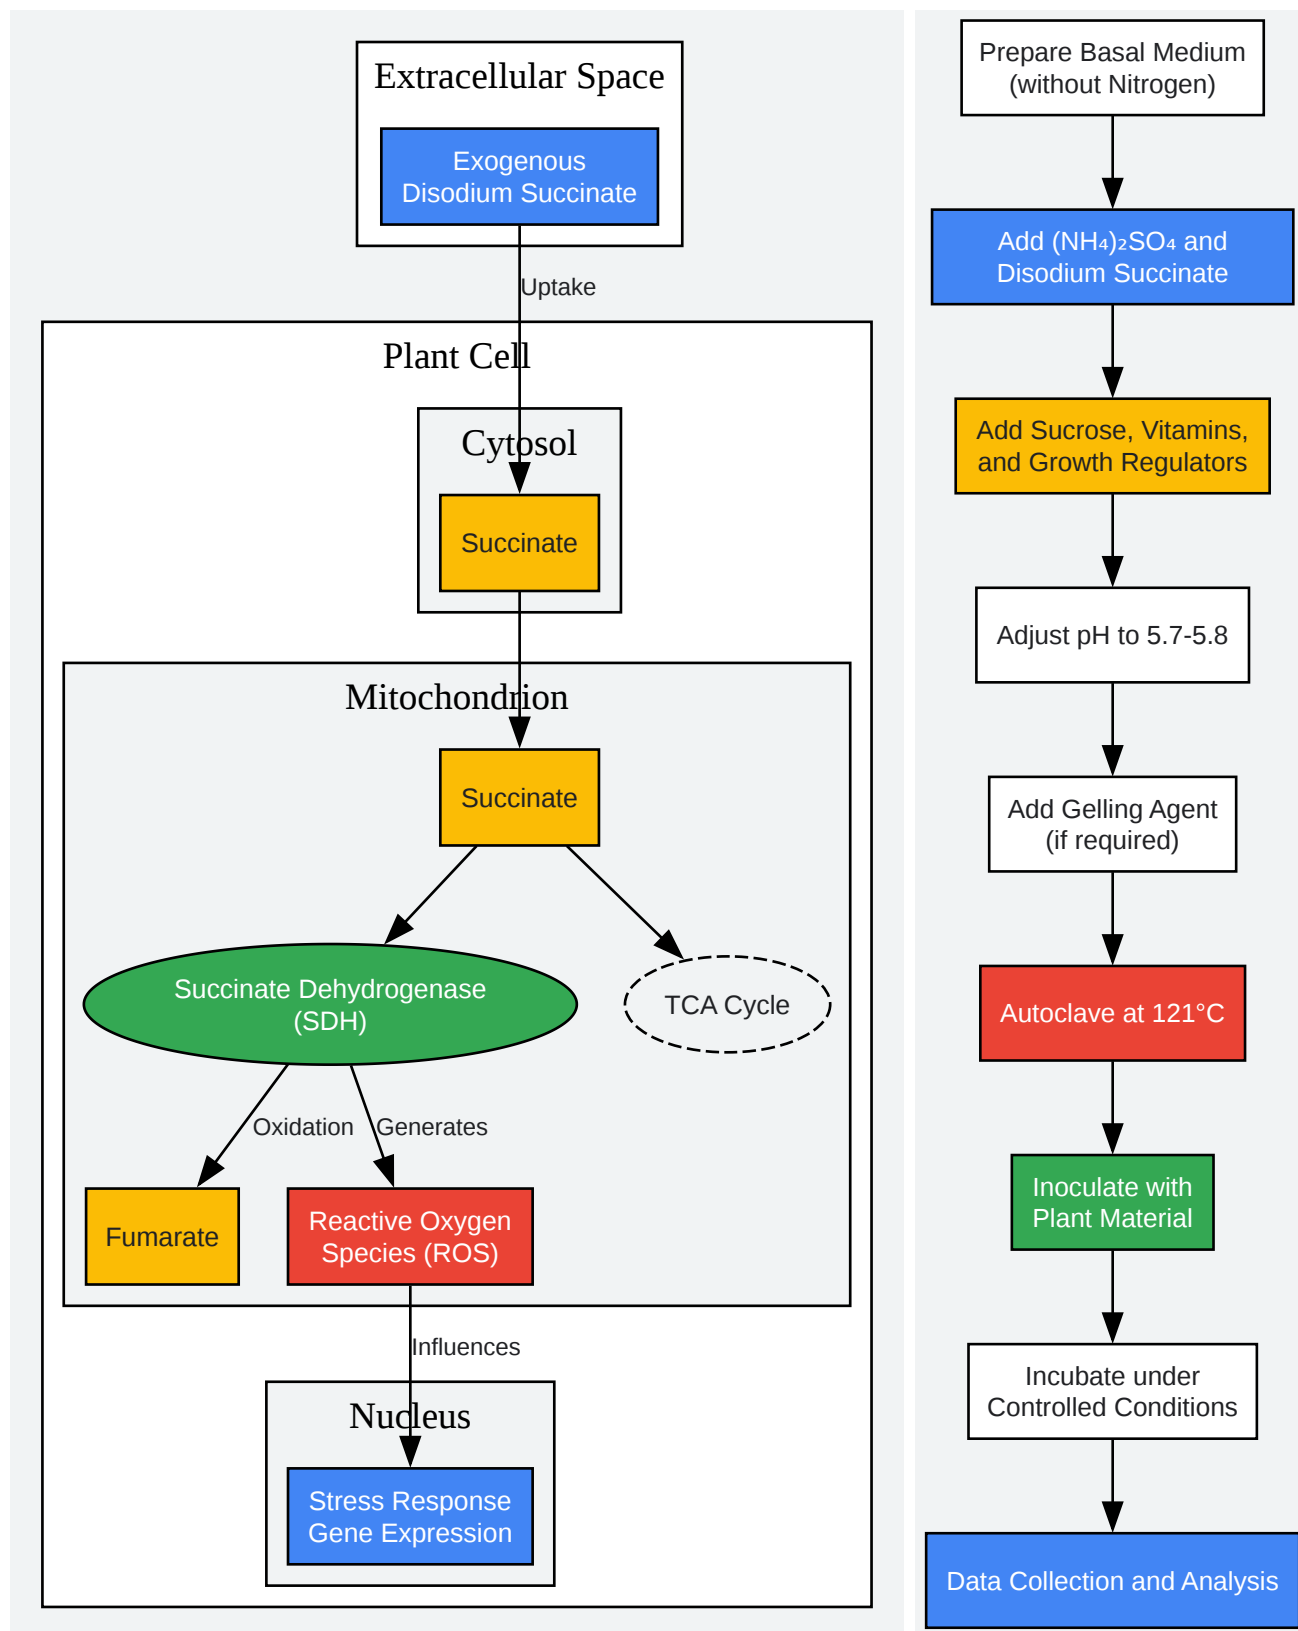 Extracellular Space
Exogenous
Disodium Succinate
Uptake
Plant Cell
Cytosol
Succinate
Mitochondrion
Succinate
Succinate Dehydrogenase
(SDH)
TCA Cycle
Oxidation
Generates
Fumarate
Reactive Oxygen
Species (ROS)
Influences
Nucleus
Stress Response
Gene Expression
Prepare Basal Medium
(without Nitrogen)
Add (NH₄)₂SO₄ and
Disodium Succinate
Add Sucrose, Vitamins,
and Growth Regulators
Adjust pH to 5.7-5.8
Add Gelling Agent
(if required)
Autoclave at 121°C
Inoculate with
Plant Material
Incubate under
Controlled Conditions
Data Collection and Analysis